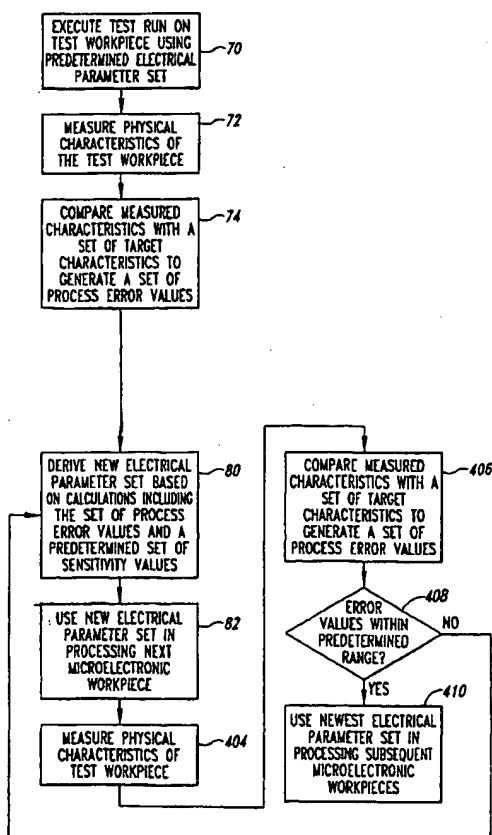 EXECUTE TEST RUN ON
TEST WORKPIECE USING
PREDETERMINED ELECTRICAL
PARAMETER SET
70
MEASURE PHYSICAL
CHARACTERISTICS OF
THE TEST WORKPIECE
72
COMPARE MEASURED
CHARACTERISTICS WITH A
SET OF TARGET
CHARACTERISTICS TO
GENERATE A SET OF
PROCESS ERROR VALUES
74
DERIVE NEW ELECTRICAL
PARAMETER SET BASED
ON CALCULATIONS INCLUDING
THE SET OF PROCESS
ERROR VALUES AND A
PREDETERMINED SET OF
SENSITIVITY VALUES
80
USE NEW ELECTRICAL
PARAMETER SET IN
PROCESSING NEXT
MICROELECTRONIC
WORKPIECE
82
MEASURE PHYSICAL
CHARACTERISTICS OF
TEST WORKPIECE
404
COMPARE MEASURED
CHARACTERISTICS WITH A
SET OF TARGET
CHARACTERISTICS TO
GENERATE A SET OF
PROCESS ERROR VALUES
406
ERROR
VALUES WITHIN
PREDETERMINED
RANGE?
408
NO
YES
410
USE NEWEST ELECTRICAL
PARAMETER SET IN
PROCESSING SUBSEQUENT
MICROELECTRONIC
WORKPIECES